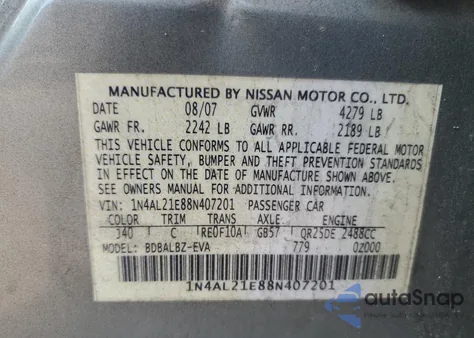 MANUFACTURED BY NISSAN MOTOR CO., LTD.
DATE 08/07 GVWR 4279 LB
GAWR FR. 2242 LB GAWR RR. 2189 LB
THIS VEHICLE CONFORMS TO ALL APPLICABLE FEDERAL MOTOR
VEHICLE SAFETY, BUMPER AND THEFT PREVENTION STANDARDS
IN EFFECT ON THE DATE OF MANUFACTURE SHOWN ABOVE.
SEE OWNERS MANUAL FOR ADDITIONAL INFORMATION.
VIN: 1N4AL21E88N407201 PASSENGER CAR
COLOR TRIM TRANS AXLE ENGINE
340 C RE0F10A GB57 QR25DE 2488CC
MODEL: BDBALBZ-EVA 779 0Z000
1N4AL21E88N407201
autoSnap